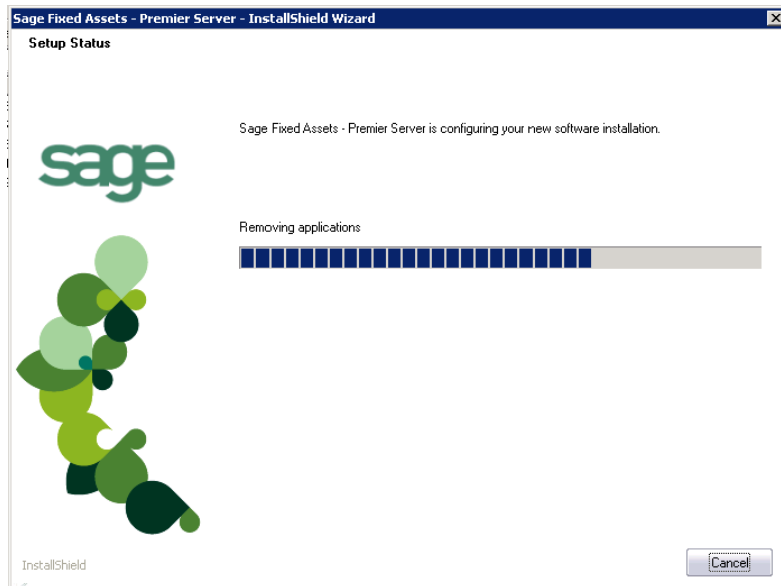 Sage Fixed Assets - Premier Server - InstallShield Wizard
Setup Status
Sage Fixed Assets - Premier Server is configuring your new software installation.
sage
Removing applications
InstallShield
Cancel